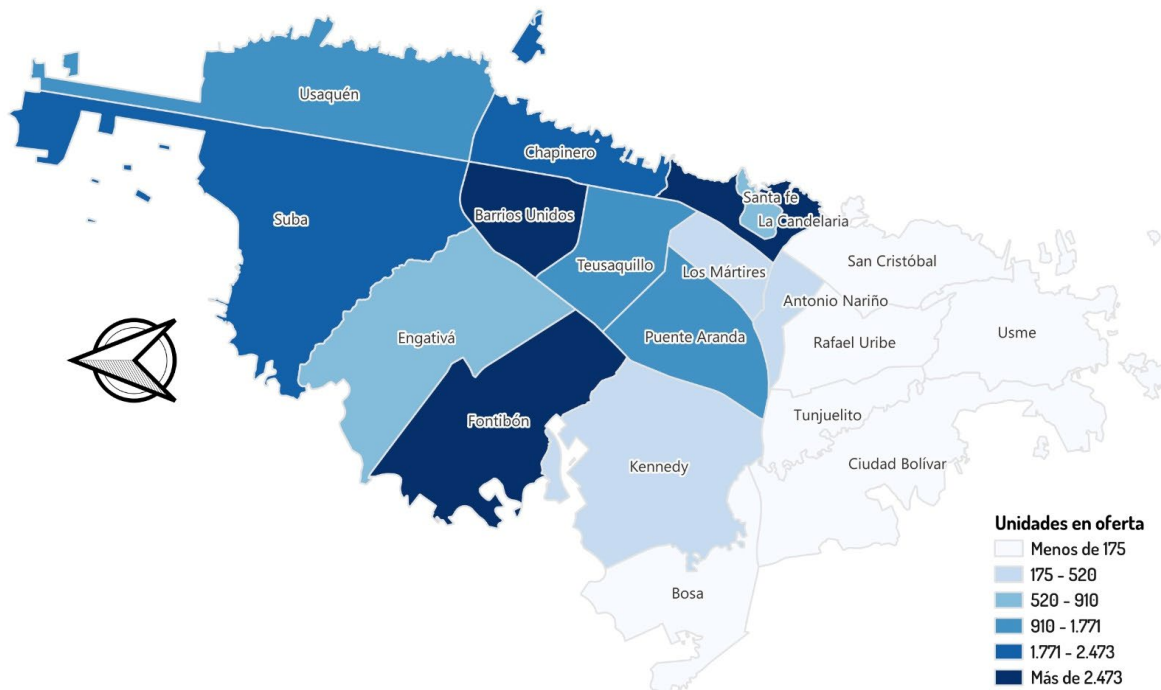 Usaquén
Chapinero
Santa fe
Suba
Barrios Unidos
La Candelaria
Teusaquillo
Los Mártires
San Cristóbal
Antonio Nariño
Engativá
Puente Aranda
Rafael Uribe
Usme
Fontibón
Tunjuelito
Kennedy
Ciudad Bolívar
Bosa
Unidades en oferta
Menos de 175
175 - 520
520 - 910
910 - 1.771
1.771 - 2.473
Más de 2.473